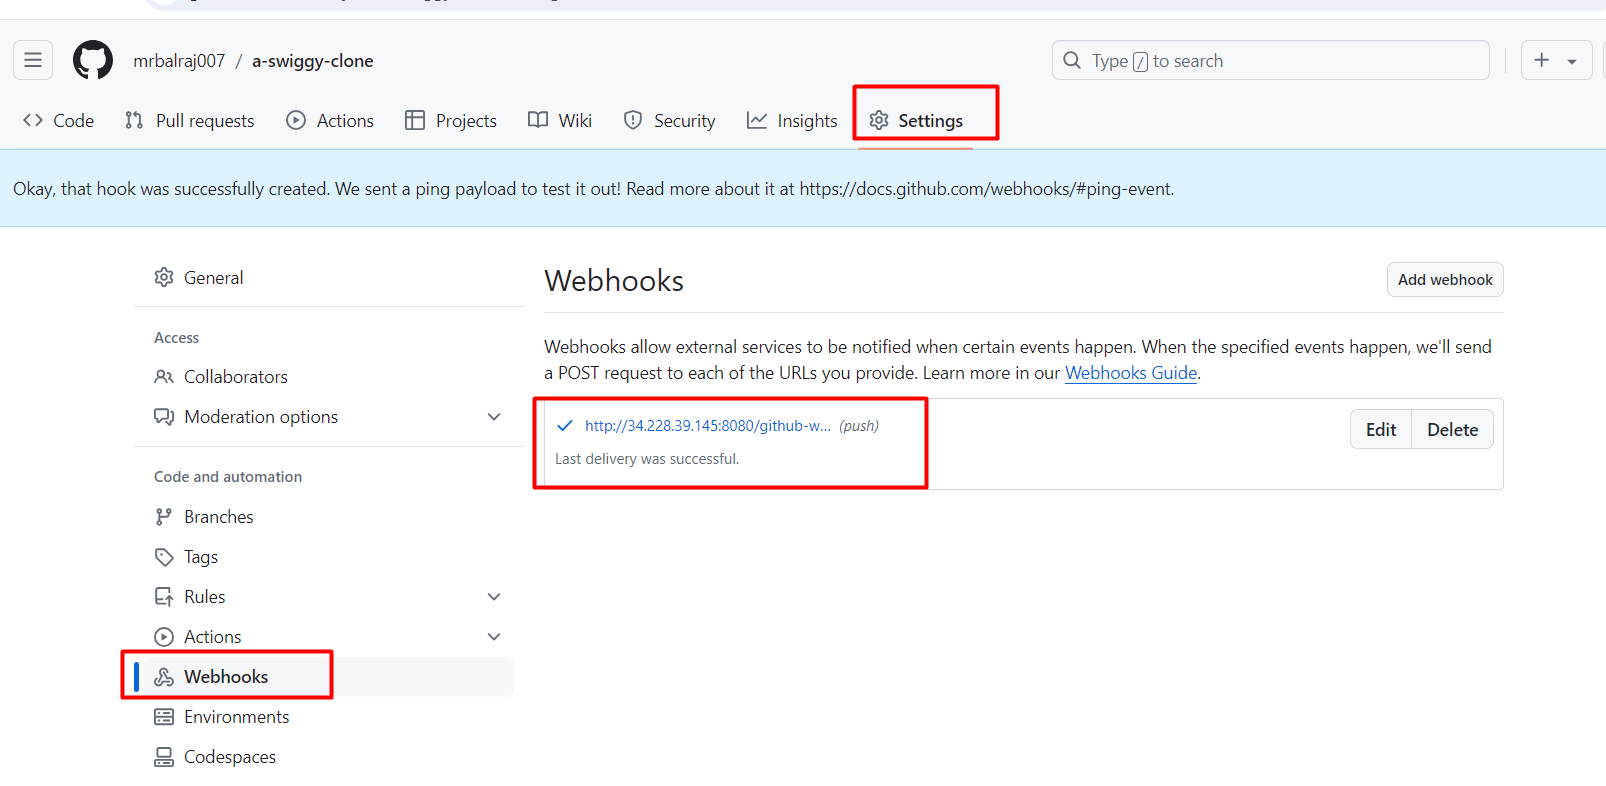 mrbalraj007 / a-swiggy-clone
Type / to search
Code Pull requests Actions Projects Wiki Security Insights Settings
Okay, that hook was successfully created. We sent a ping payload to test it out! Read more about it at https://docs.github.com/webhooks/#ping-event.
General
Access
Collaborators
Moderation options
Code and automation
Branches
Tags
Rules
Actions
Webhooks
Environments
Codespaces
Webhooks
Add webhook
Webhooks allow external services to be notified when certain events happen. When the specified events happen, we'll send
a POST request to each of the URLs you provide. Learn more in our Webhooks Guide.
http://34.228.39.145:8080/github-w... (push)
Edit Delete
Last delivery was successful.